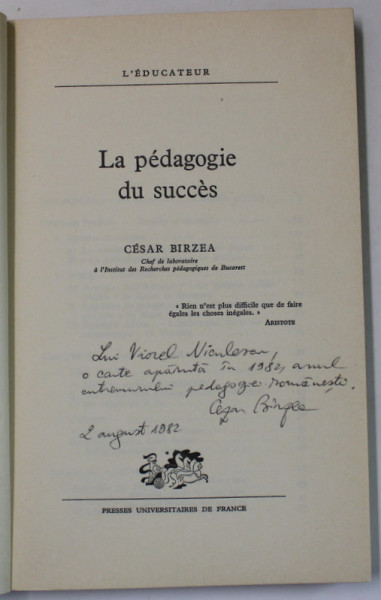 L'ÉDUCATEUR
La pédagogie
du succès
CÉSAR BIRZEA
Chef de laboratoire
à l'Institut des Recherches pédagogiques de Bucarest
« Rien n'est plus difficile que de faire
égales les choses inégales. »
ARISTOTE
Lui Viorel Niculescu,
o carte apărută în 1982, anul
cutremurului pedagogiei românești.
Cezar Bîrzea
2 august 1982
PRESSES UNIVERSITAIRES DE FRANCE